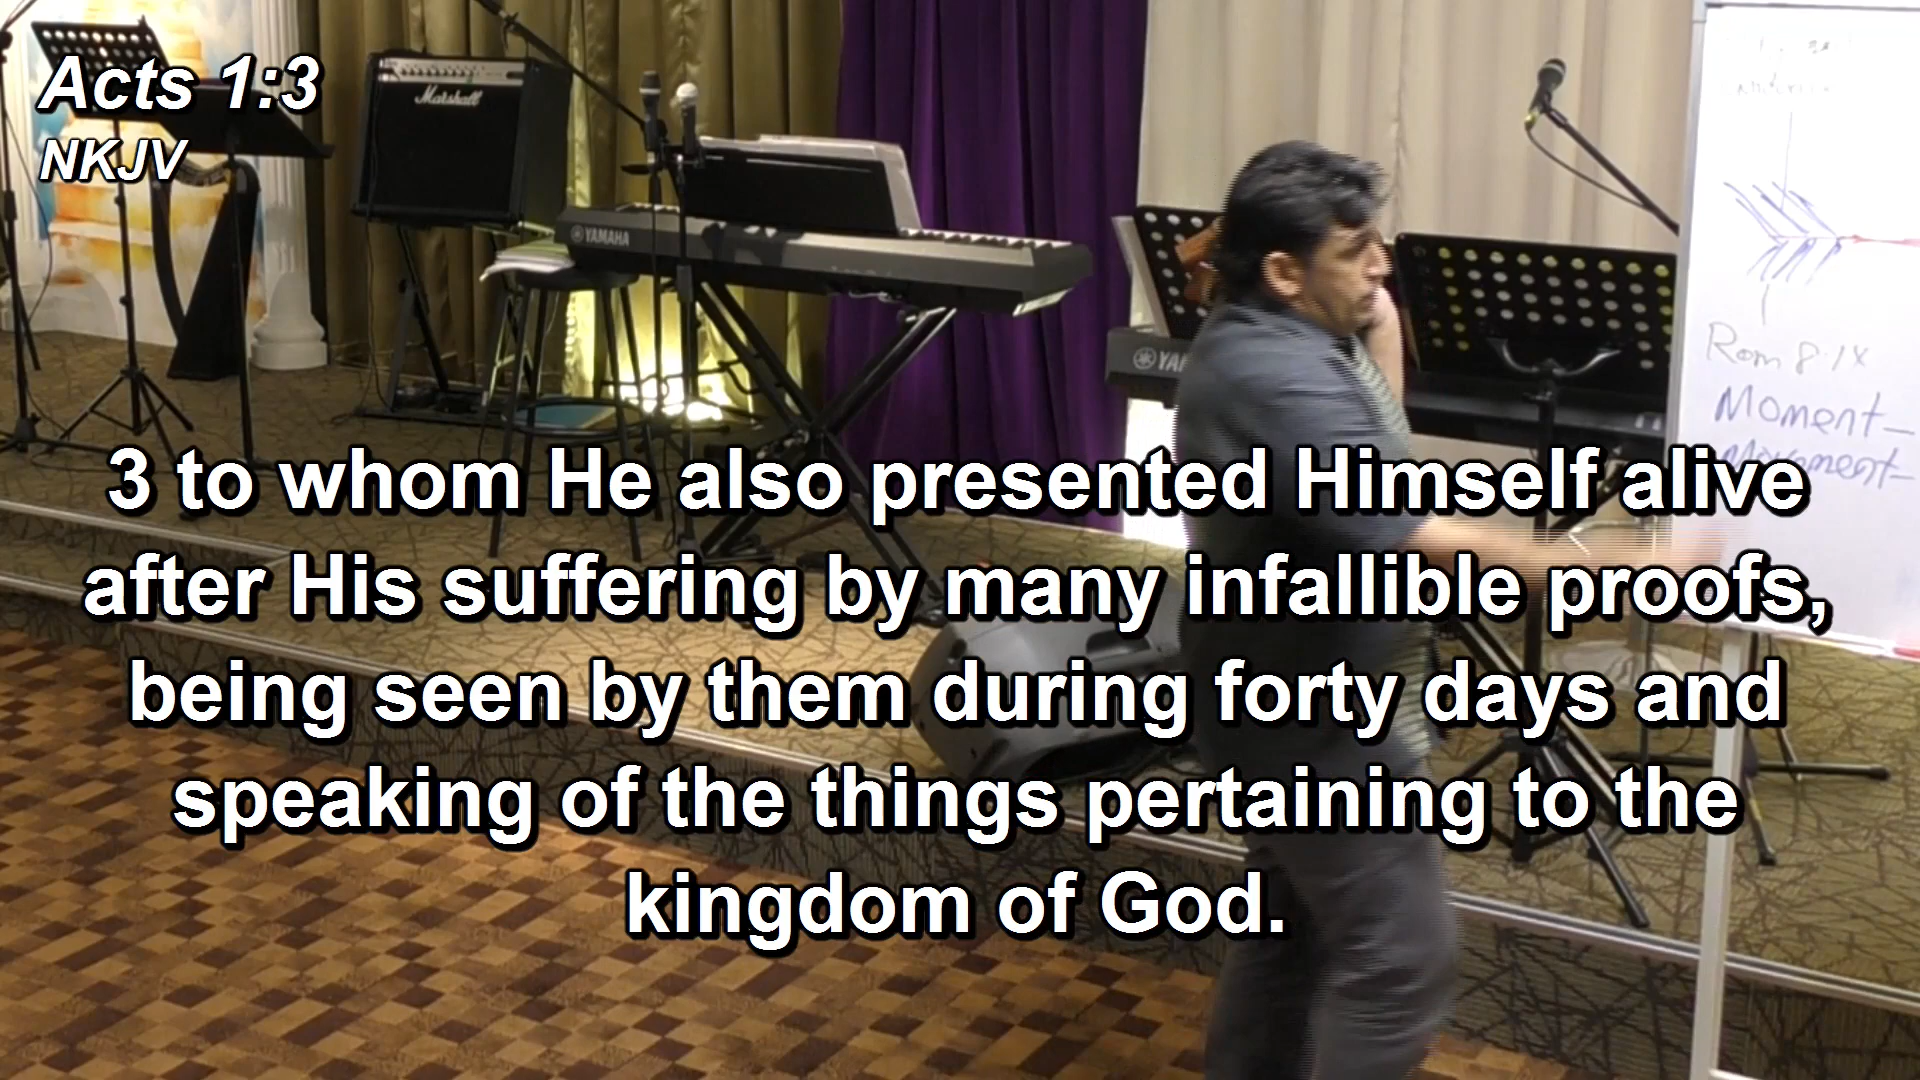 Acts 1:3
NKJV
Marshall
YAMAHA
YA
Rom 8:
Moment-
3 to whom He also presented Himself alive
after His suffering by many infallible proofs,
being seen by them during forty days and
speaking of the things pertaining to the
kingdom of God.